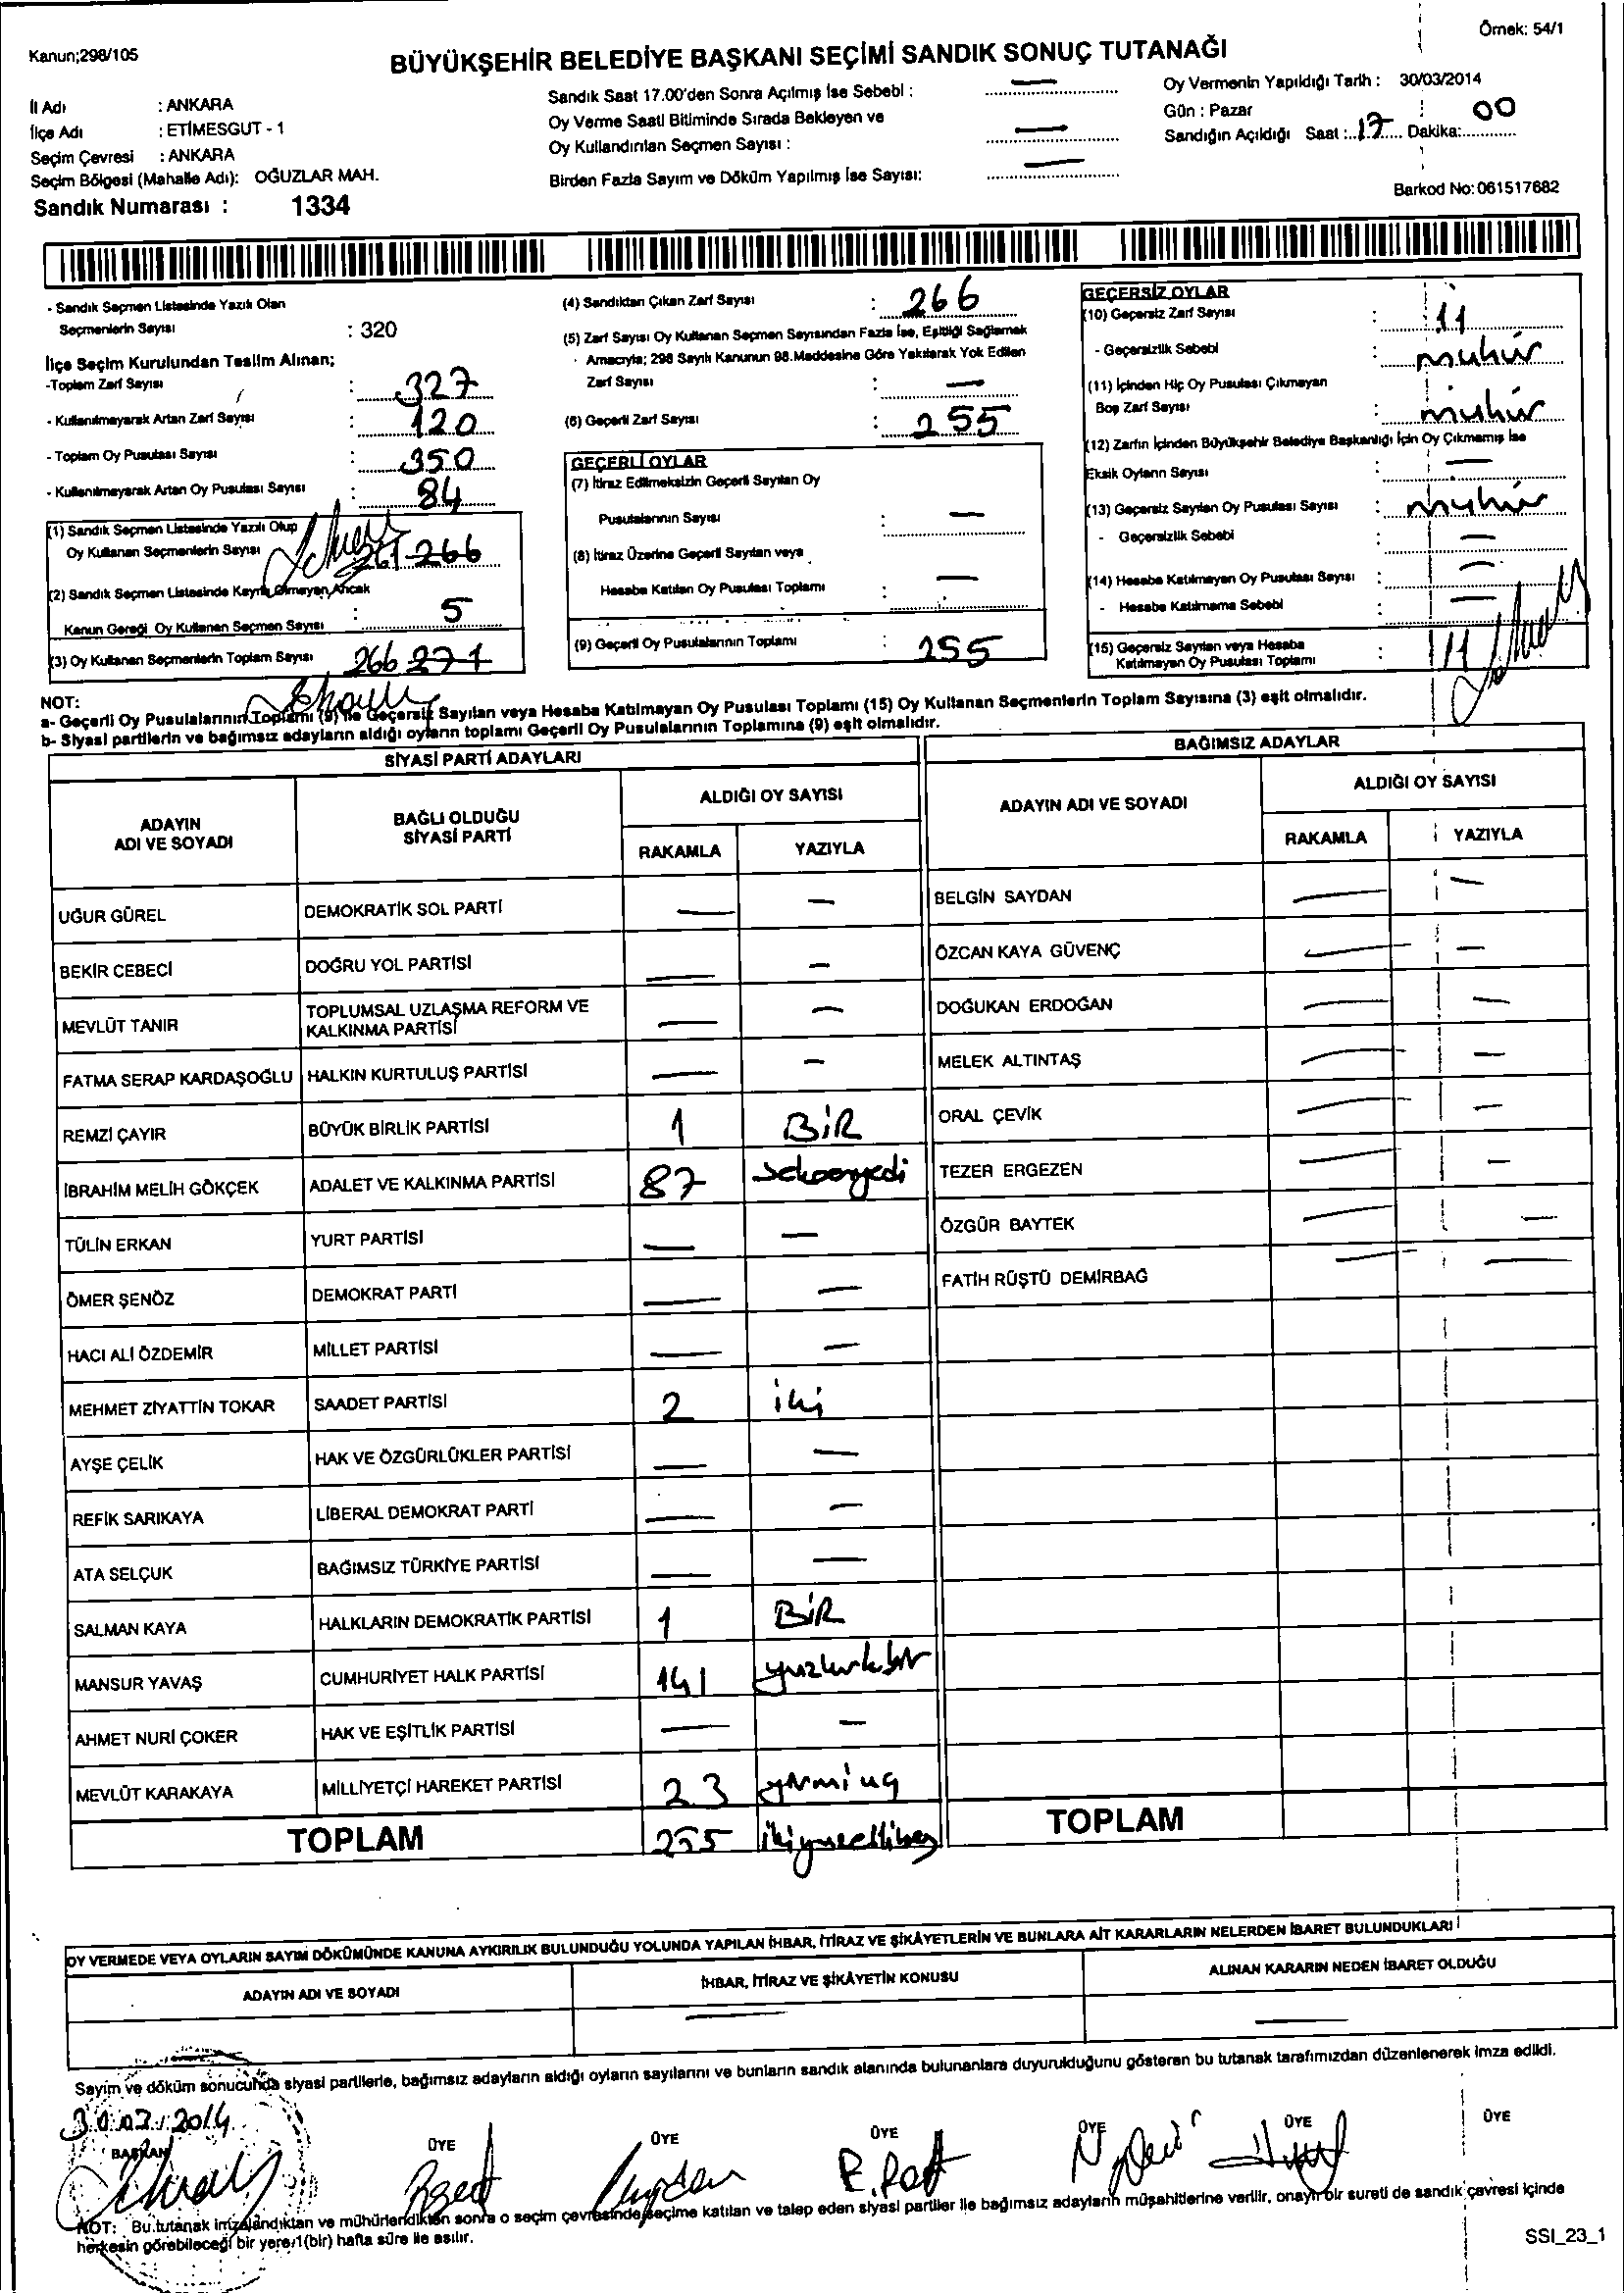 Kanun;298/105
Örnek: 54/1
BÜYÜKŞEHİR BELEDİYE BAŞKANI SEÇİMİ SANDIK SONUÇ TUTANAĞI
İl Adı : ANKARA
İlçe Adı : ETİMESGUT - 1
Seçim Çevresi : ANKARA
Seçim Bölgesi (Mahalle Adı): OĞUZLAR MAH.
Sandık Numarası : 1334
Sandık Saat 17.00'den Sonra Açılmış İse Sebebi : —
Oy Verme Saati Bitiminde Sırada Bekleyen ve
Oy Kullandırılan Seçmen Sayısı : —
Birden Fazla Sayım ve Döküm Yapılmış İse Sayısı: —
Oy Vermenin Yapıldığı Tarih : 30/03/2014
Gün : Pazar
Sandığın Açıldığı Saat : 17 Dakika: 00
Barkod No: 061517682
- Sandık Seçmen Listesinde Yazılı Olan
Seçmenlerin Sayısı : 320
İlçe Seçim Kurulundan Teslim Alınan;
-Toplam Zarf Sayısı : 327
- Kullanılmayarak Artan Zarf Sayısı : 120
- Toplam Oy Pusulası Sayısı : 350
- Kullanılmayarak Artan Oy Pusulası Sayısı : 84
(1) Sandık Seçmen Listesinde Yazılı Olup
Oy Kullanan Seçmenlerin Sayısı 261 266
(2) Sandık Seçmen Listesinde Kayıtlı Olmayan Ancak
Kanun Gereği Oy Kullanan Seçmen Sayısı : 5
(3) Oy Kullanan Seçmenlerin Toplam Sayısı 266 271
(4) Sandıktan Çıkan Zarf Sayısı : 266
(5) Zarf Sayısı Oy Kullanan Seçmen Sayısından Fazla İse, Eşitliği Sağlamak
Amacıyla; 298 Sayılı Kanunun 98.Maddesine Göre Yakılarak Yok Edilen
Zarf Sayısı : —
(6) Geçerli Zarf Sayısı : 255
GEÇERLİ OYLAR
(7) İtiraz Edilmeksizin Geçerli Sayılan Oy
Pusulalarının Sayısı : —
(8) İtiraz Üzerine Geçerli Sayılan veya
Hesaba Katılan Oy Pusulası Toplamı : —
(9) Geçerli Oy Pusulalarının Toplamı : 255
GEÇERSİZ OYLAR
(10) Geçersiz Zarf Sayısı : 11
- Geçersizlik Sebebi : mühür
(11) İçinden Hiç Oy Pusulası Çıkmayan
Boş Zarf Sayısı : mühür
(12) Zarfın İçinden Büyükşehir Belediye Başkanlığı İçin Oy Çıkmamış İse
Eksik Oyların Sayısı : —
(13) Geçersiz Sayılan Oy Pusulası Sayısı : mühür
- Geçersizlik Sebebi : —
(14) Hesaba Katılmayan Oy Pusulası Sayısı : —
- Hesaba Katılmama Sebebi : —
(15) Geçersiz Sayılan veya Hesaba
Katılmayan Oy Pusulası Toplamı : 11
NOT:
a- Geçerli Oy Pusulalarının Toplamı (9) ile Geçersiz Sayılan veya Hesaba Katılmayan Oy Pusulası Toplamı (15) Oy Kullanan Seçmenlerin Toplam Sayısına (3) eşit olmalıdır.
b- Siyasi partilerin ve bağımsız adayların aldığı oyların toplamı Geçerli Oy Pusulalarının Toplamına (9) eşit olmalıdır.
SİYASİ PARTİ ADAYLARI
ADAYIN ADI VE SOYADI
BAĞLI OLDUĞU SİYASİ PARTİ
ALDIĞI OY SAYISI
RAKAMLA YAZIYLA
UĞUR GÜREL DEMOKRATİK SOL PARTİ — —
BEKİR CEBECİ DOĞRU YOL PARTİSİ — —
MEVLÜT TANIR TOPLUMSAL UZLAŞMA REFORM VE KALKINMA PARTİSİ — —
FATMA SERAP KARDAŞOĞLU HALKIN KURTULUŞ PARTİSİ — —
REMZİ ÇAYIR BÜYÜK BİRLİK PARTİSİ 1 BİR
İBRAHİM MELİH GÖKÇEK ADALET VE KALKINMA PARTİSİ 87 seksenyedi
TÜLİN ERKAN YURT PARTİSİ — —
ÖMER ŞENÖZ DEMOKRAT PARTİ — —
HACI ALİ ÖZDEMİR MİLLET PARTİSİ — —
MEHMET ZİYATTİN TOKAR SAADET PARTİSİ 2 iki
AYŞE ÇELİK HAK VE ÖZGÜRLÜKLER PARTİSİ — —
REFİK SARIKAYA LİBERAL DEMOKRAT PARTİ — —
ATA SELÇUK BAĞIMSIZ TÜRKİYE PARTİSİ — —
SALMAN KAYA HALKLARIN DEMOKRATİK PARTİSİ 1 BİR
MANSUR YAVAŞ CUMHURİYET HALK PARTİSİ 141 yüzkırkbir
AHMET NURİ ÇOKER HAK VE EŞİTLİK PARTİSİ — —
MEVLÜT KARAKAYA MİLLİYETÇİ HAREKET PARTİSİ 23 yirmi üç
TOPLAM 255 ikiyüzellibeş
BAĞIMSIZ ADAYLAR
ADAYIN ADI VE SOYADI
ALDIĞI OY SAYISI
RAKAMLA YAZIYLA
BELGİN SAYDAN — —
ÖZCAN KAYA GÜVENÇ — —
DOĞUKAN ERDOĞAN — —
MELEK ALTINTAŞ — —
ORAL ÇEVİK — —
TEZER ERGEZEN — —
ÖZGÜR BAYTEK — —
FATİH RÜŞTÜ DEMİRBAĞ — —
TOPLAM
OY VERMEDE VEYA OYLARIN SAYIM DÖKÜMÜNDE KANUNA AYKIRILIK BULUNDUĞU YOLUNDA YAPILAN İHBAR, İTİRAZ VE ŞİKÂYETLERİN VE BUNLARA AİT KARARLARIN NELERDEN İBARET BULUNDUKLARI
ADAYIN ADI VE SOYADI İHBAR, İTİRAZ VE ŞİKÂYETİN KONUSU ALINAN KARARIN NEDEN İBARET OLDUĞU
— —
Sayım ve döküm sonucunda siyasi partilerle, bağımsız adayların aldığı oyların sayılarını ve bunların sandık alanında bulunanlara duyurulduğunu gösteren bu tutanak tarafımızdan düzenlenerek imza edildi.
30.03.2014
BAŞKAN ÜYE ÜYE ÜYE ÜYE ÜYE ÜYE
NOT: Bu tutanak imzalandıktan ve mühürlendikten sonra o seçim çevresinde seçime katılan ve talep eden siyasi partiler ile bağımsız adayların müşahitlerine verilir, onaylı bir sureti de sandık çevresi içinde
herkesin görebileceği bir yere 1(bir) hafta süre ile asılır.
SSI_23_1